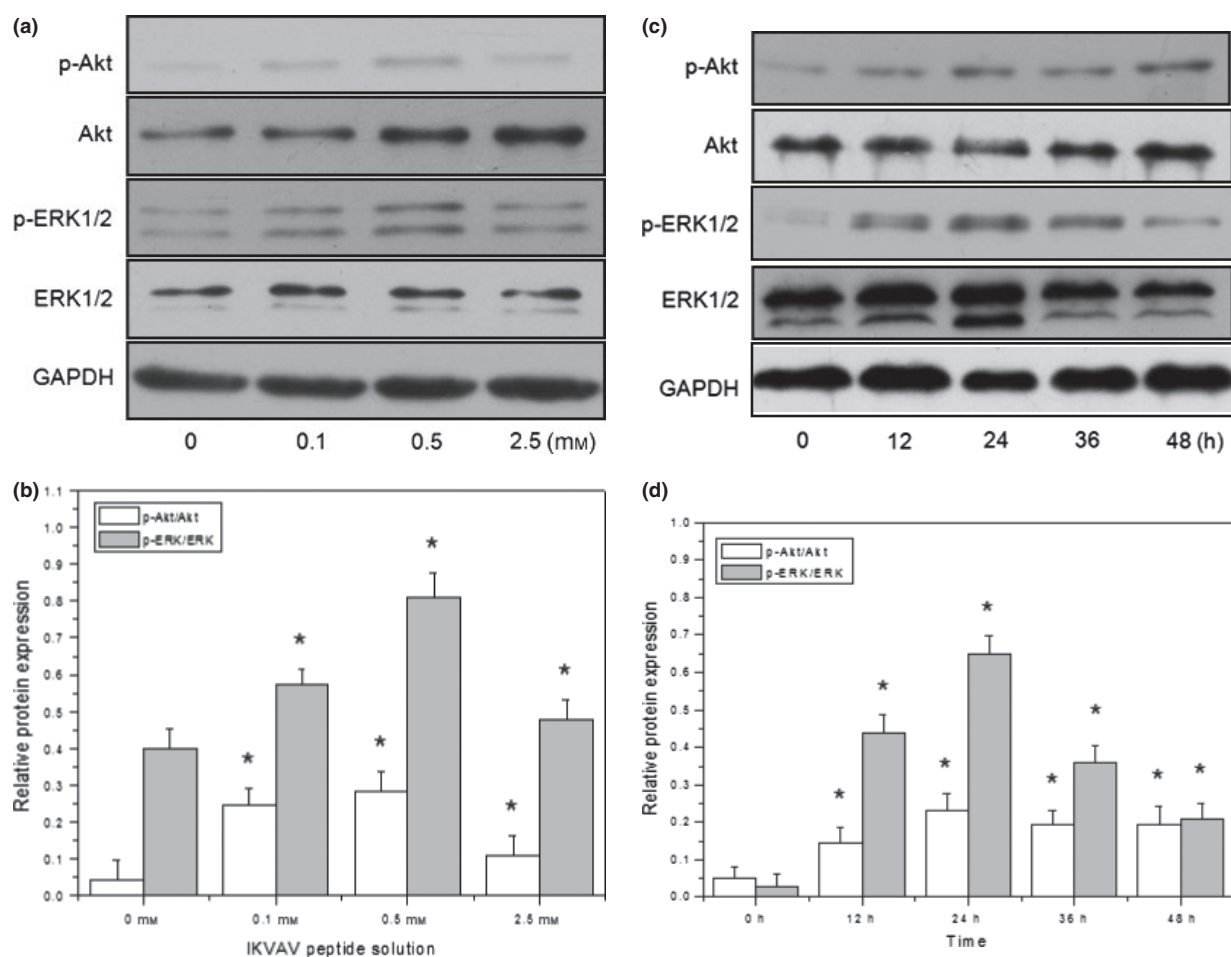 (a)
p-Akt
Akt
p-ERK1/2
ERK1/2
GAPDH
0 0.1 0.5 2.5 (mM)
(b)
Relative protein expression
1.1
1.0
0.9
0.8
0.7
0.6
0.5
0.4
0.3
0.2
0.1
0.0
p-Akt/Akt
p-ERK/ERK
* * * * * *
0 mM 0.1 mM 0.5 mM 2.5 mM
IKVAV peptide solution
(c)
p-Akt
Akt
p-ERK1/2
ERK1/2
GAPDH
0 12 24 36 48 (h)
(d)
Relative protein expression
1.0
0.9
0.8
0.7
0.6
0.5
0.4
0.3
0.2
0.1
0.0
p-Akt/Akt
p-ERK/ERK
* * * * * * * *
0 h 12 h 24 h 36 h 48 h
Time